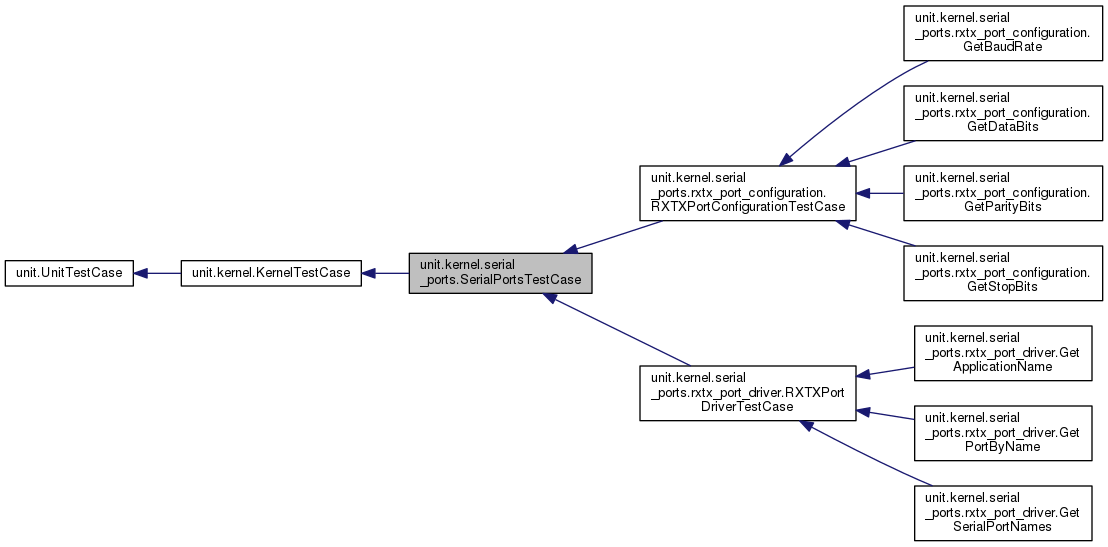 unit.kernel.serial
_ports.rxtx_port_configuration.
GetBaudRate
unit.kernel.serial
_ports.rxtx_port_configuration.
GetDataBits
unit.kernel.serial
_ports.rxtx_port_configuration.
RXTXPortConfigurationTestCase
unit.kernel.serial
_ports.rxtx_port_configuration.
GetParityBits
unit.kernel.serial
_ports.rxtx_port_configuration.
GetStopBits
unit.UnitTestCase
unit.kernel.KernelTestCase
unit.kernel.serial
_ports.SerialPortsTestCase
unit.kernel.serial
_ports.rxtx_port_driver.Get
ApplicationName
unit.kernel.serial
_ports.rxtx_port_driver.RXTXPort
DriverTestCase
unit.kernel.serial
_ports.rxtx_port_driver.Get
PortByName
unit.kernel.serial
_ports.rxtx_port_driver.Get
SerialPortNames